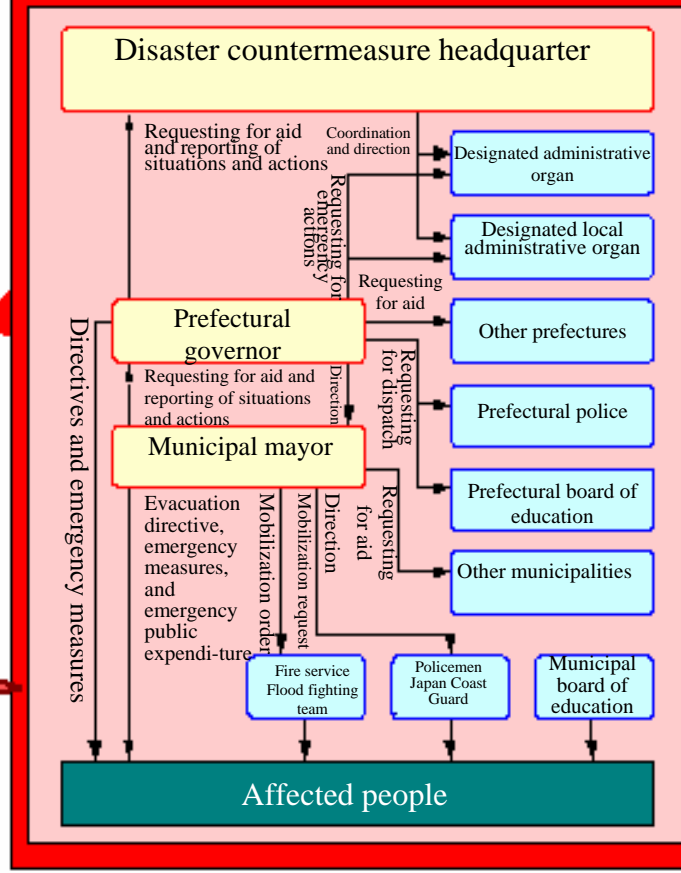 Disaster countermeasure headquarter
Requesting for aid
and reporting of
situations and actions
Coordination
and direction
Designated administrative
organ
Requesting for
emergency
actions
Designated local
administrative organ
Requesting
for aid
Prefectural
governor
Other prefectures
Directives and emergency measures
Requesting for aid and
reporting of situations
and actions
Direction
Requesting
for dispatch
Prefectural police
Municipal mayor
Prefectural board of
education
Evacuation
directive,
emergency
measures,
and
emergency
public
expendi-ture
Mobilization order
Mobilization request
Direction
Requesting
for aid
Other municipalities
Fire service
Flood fighting
team
Policemen
Japan Coast
Guard
Municipal
board of
education
Affected people